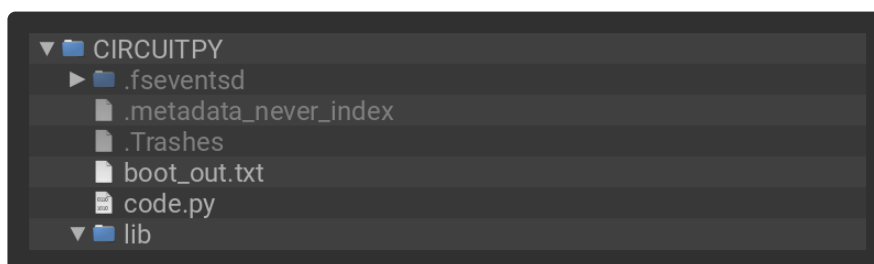 CIRCUITPY
.fseventsd
.metadata_never_index
.Trashes
boot_out.txt
code.py
lib